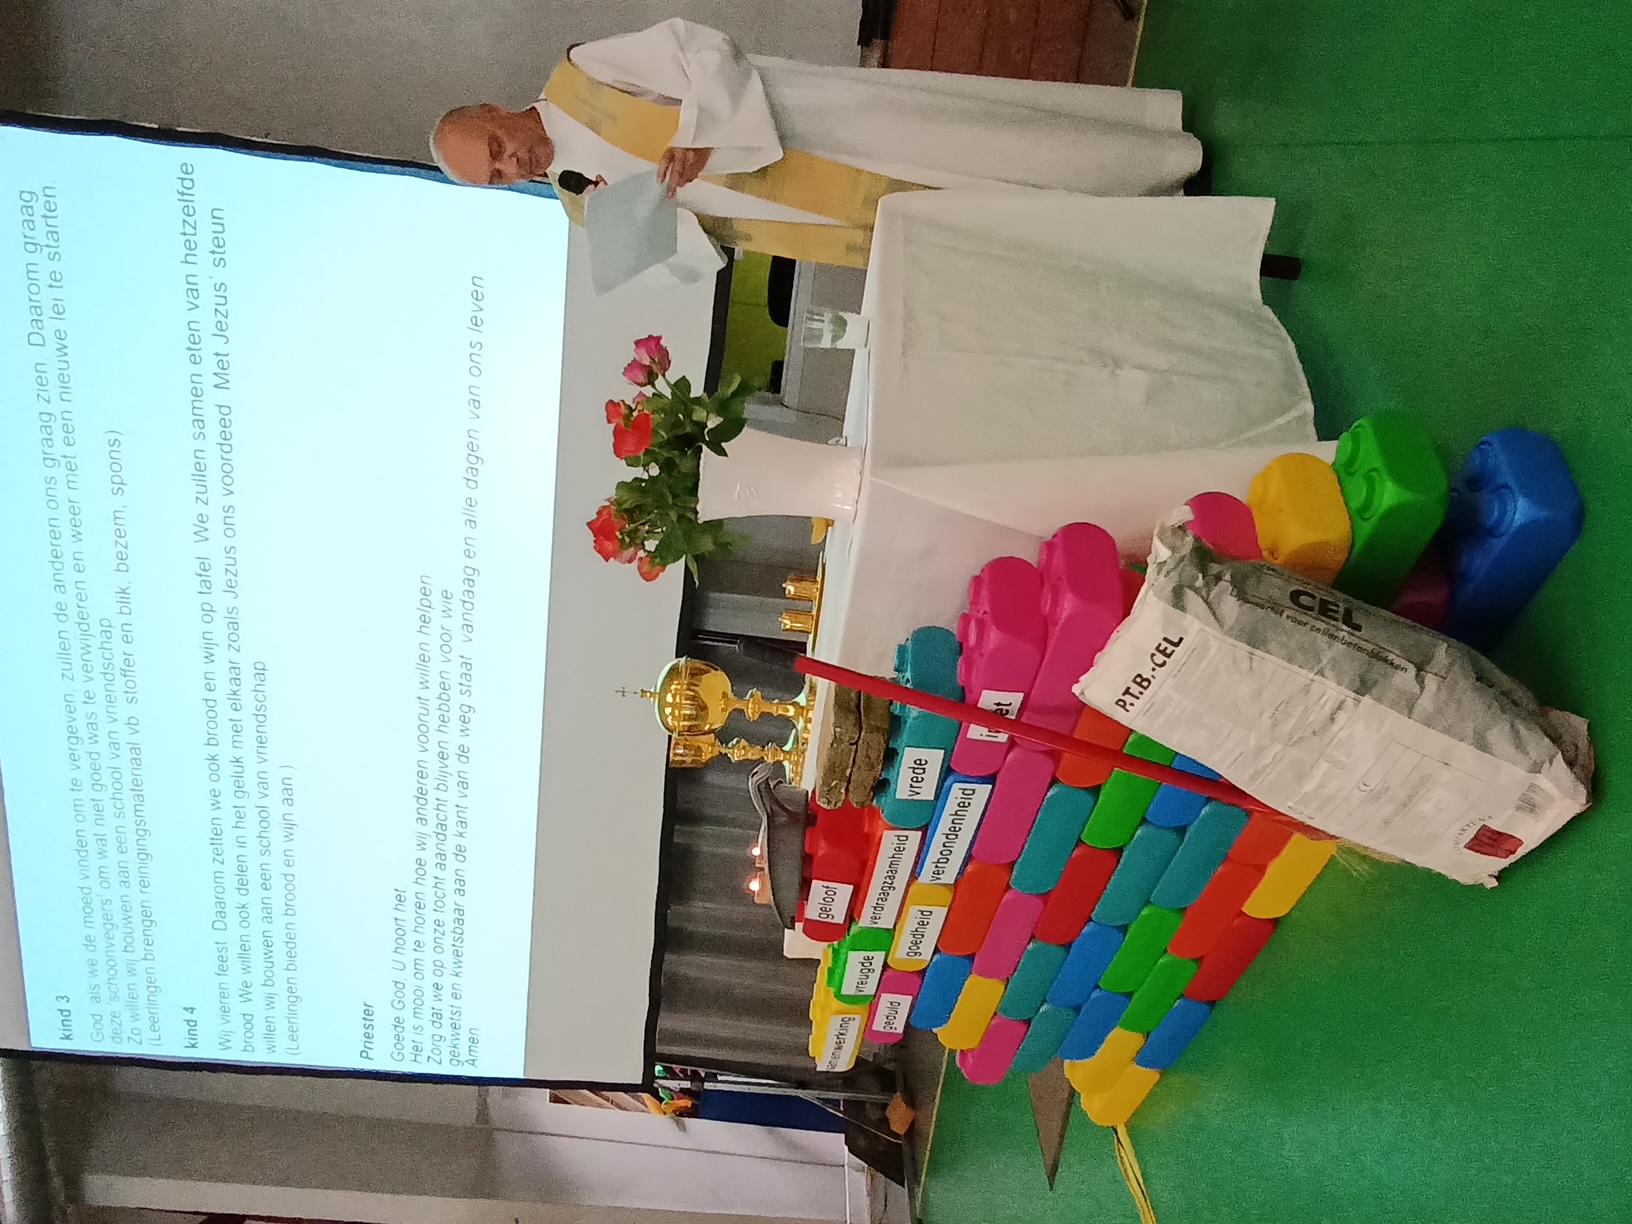 kind 3
God, als we de moed vinden om te vergeven, zullen de anderen ons graag zien. Daarom graag
deze 'schoonvegers' om wat niet goed was te verwijderen en weer met een nieuwe lei te starten.
Zo willen wij bouwen aan een school van vriendschap
(Leerlingen brengen reinigingsmateriaal vb stoffer en blik, bezem, spons)
kind 4
Wij vieren feest. Daarom zetten we ook brood en wijn op tafel. We zullen samen eten van hetzelfde
brood. We willen ook delen in het geluk met elkaar zoals Jezus ons voordeed. Met Jezus' steun
willen wij bouwen aan een school van vriendschap
(Leerlingen bieden brood en wijn aan.)
Priester
Goede God, U hoort het.
Het is mooi om te horen hoe wij anderen vooruit willen helpen
Zorg dat we op onze tocht aandacht blijven hebben voor wie
gekwetst en kwetsbaar aan de kant van de weg staat vandaag en alle dagen van ons leven
Amen
samenwerking
vreugde
geloof
geduld
goedheid
verdraagzaamheid
verbondenheid
vrede
P.T.B.-CEL
CEL